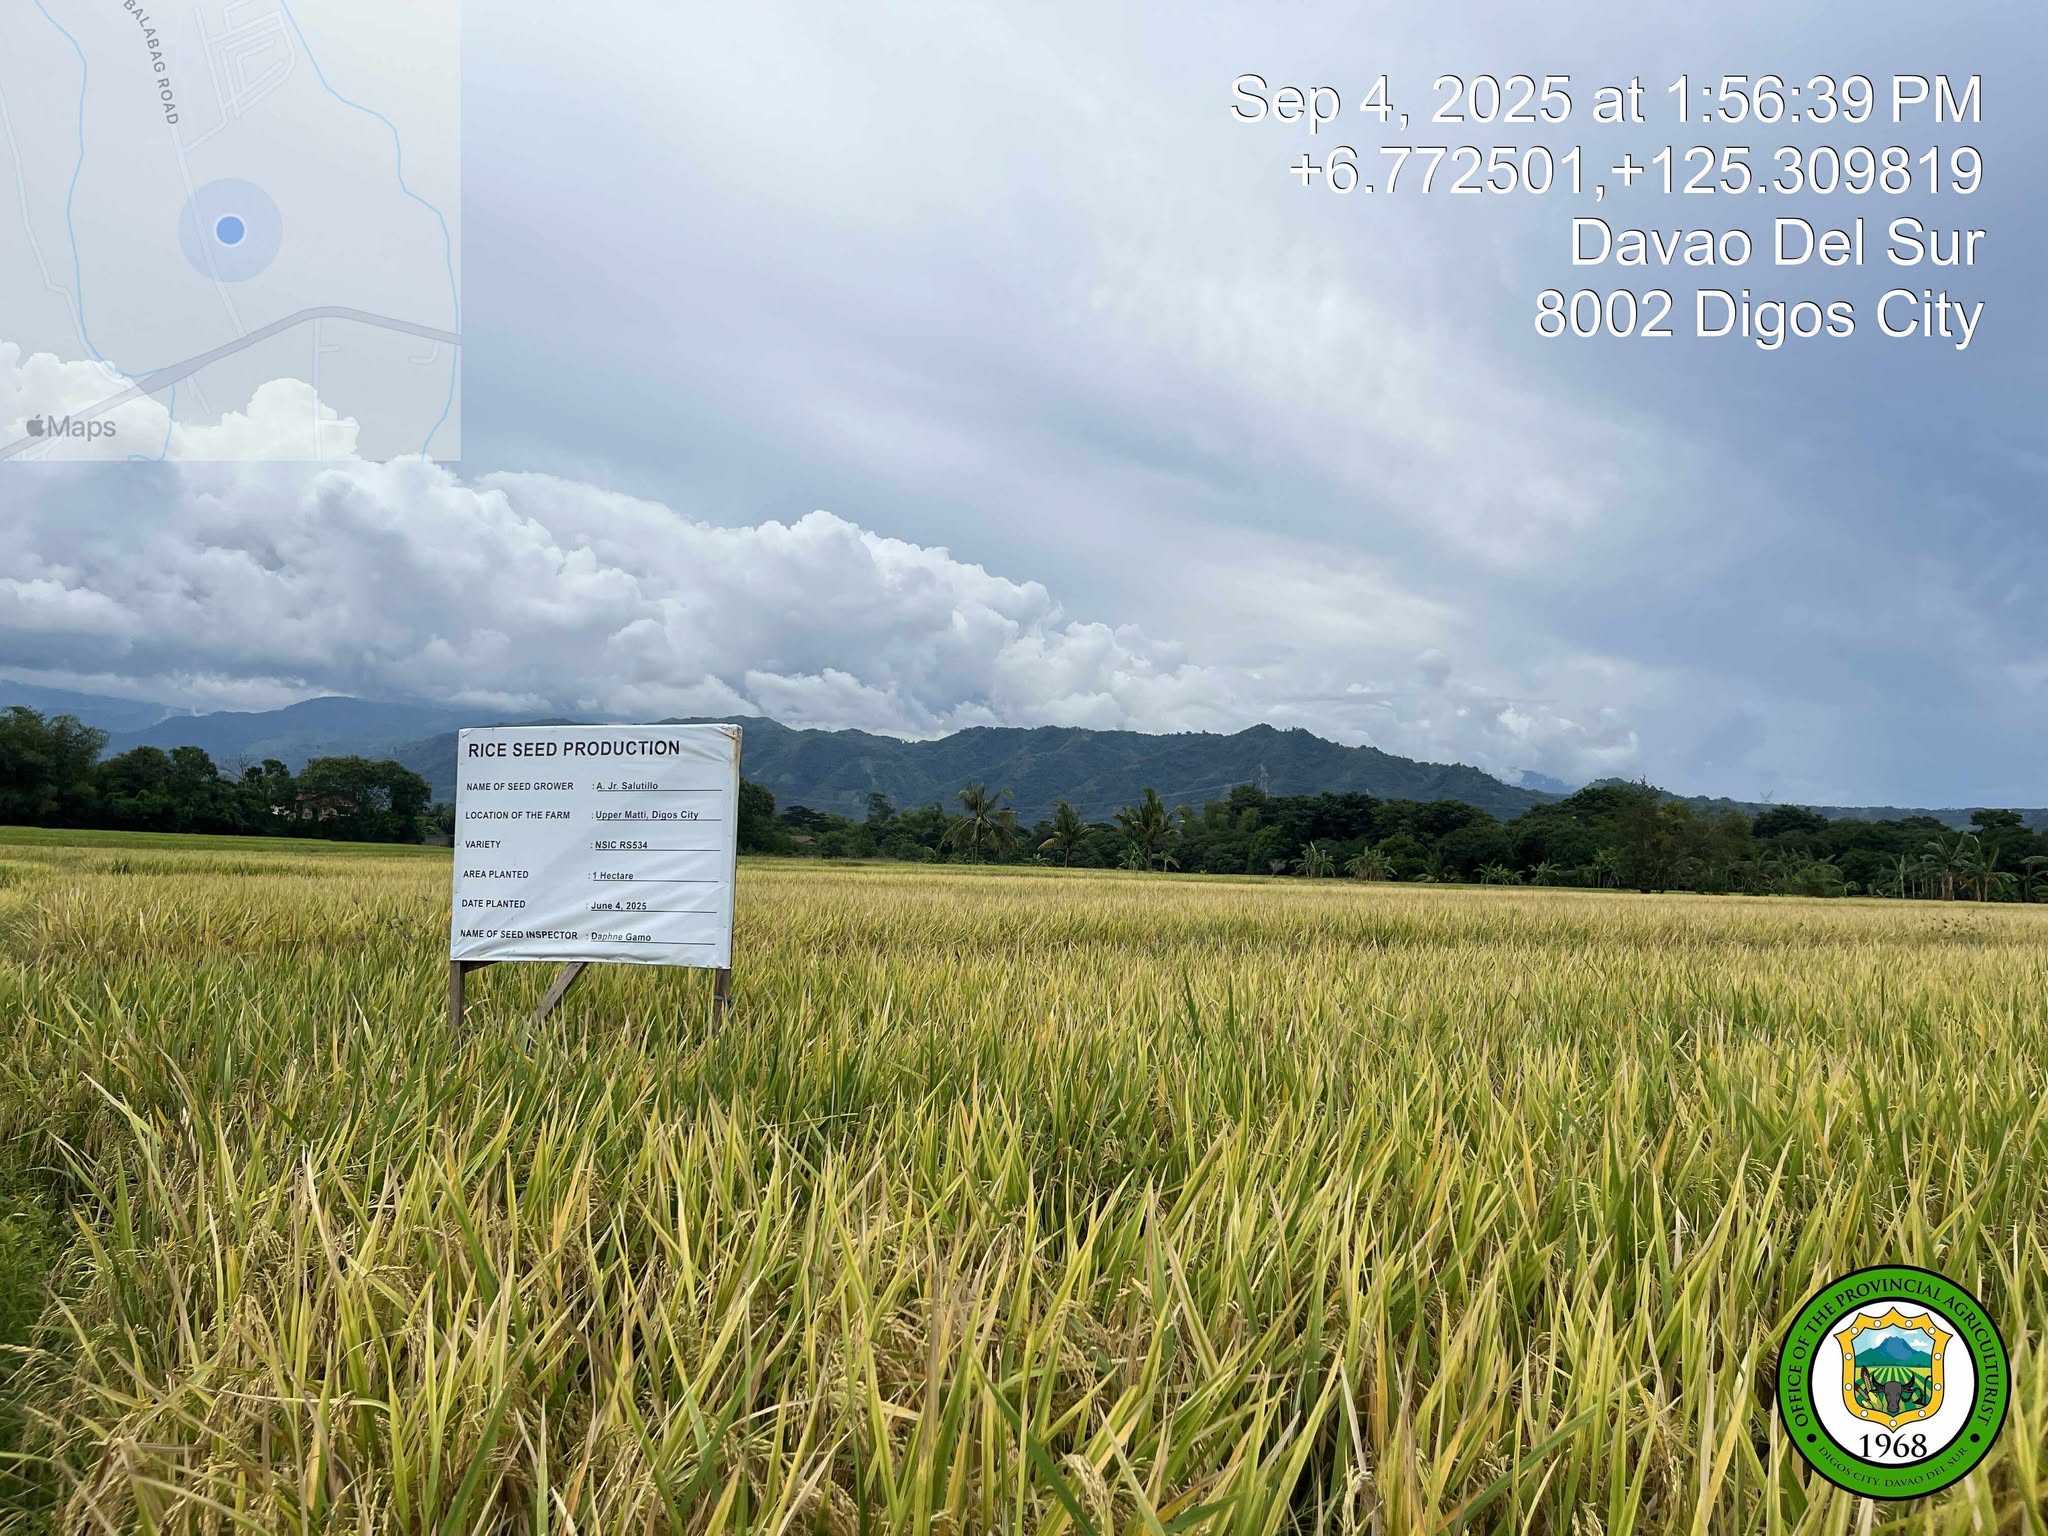 BALABAG ROAD
Maps
Sep 4, 2025 at 1:56:39 PM
+6.772501,+125.309819
Davao Del Sur
8002 Digos City
RICE SEED PRODUCTION
NAME OF SEED GROWER : A. Jr. Salutillo
LOCATION OF THE FARM : Upper Matti, Digos City
VARIETY : NSIC RS534
AREA PLANTED : 1 Hectare
DATE PLANTED : June 4, 2025
NAME OF SEED INSPECTOR : Daphne Gamo
OFFICE OF THE PROVINCIAL AGRICULTURIST
1968
DIGOS CITY, DAVAO DEL SUR